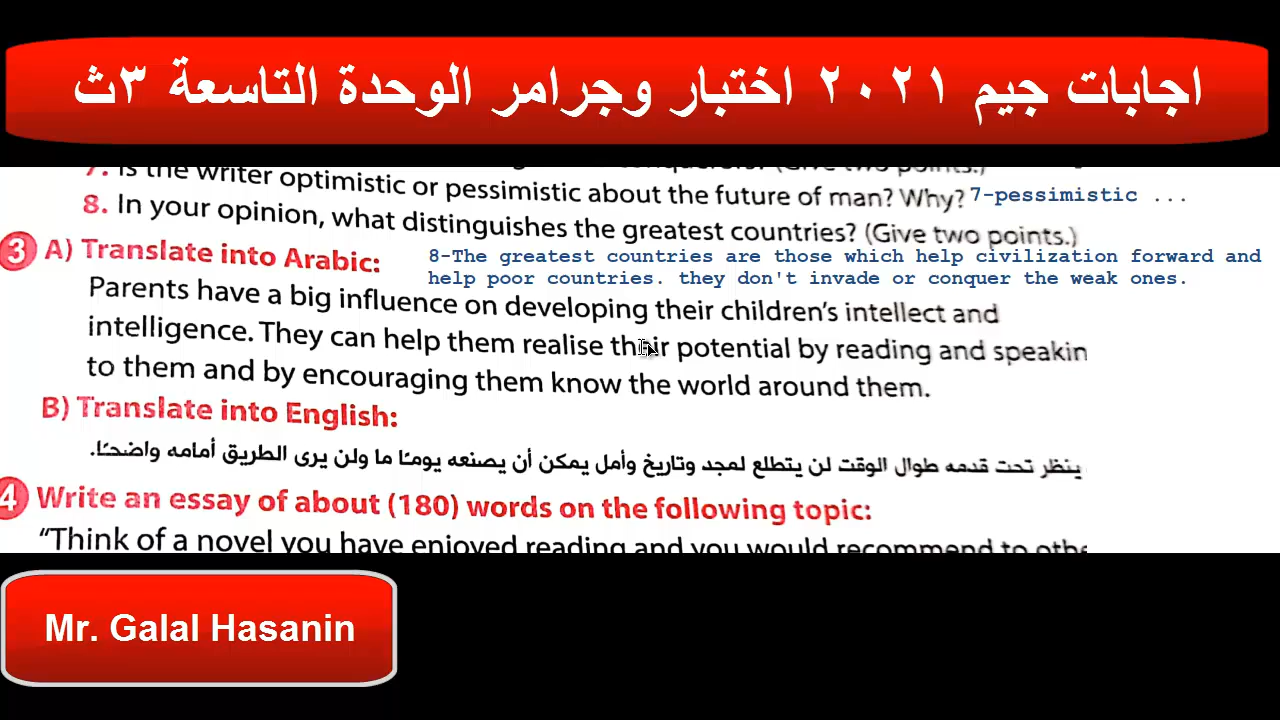 اجابات جيم ٢٠٢١ اختبار وجرامر الوحدة التاسعة ٣ث
7. Is the writer optimistic or pessimistic about the future of man? Why? 7-pessimistic ...
8. In your opinion, what distinguishes the greatest countries? (Give two points.)
3 A) Translate into Arabic:
8-The greatest countries are those which help civilization forward and
help poor countries. they don't invade or conquer the weak ones.
Parents have a big influence on developing their children's intellect and
intelligence. They can help them realise their potential by reading and speakin
to them and by encouraging them know the world around them.
B) Translate into English:
ينظر تحت قدمه طوال الوقت لن يتطلع لمجد وتاريخ وأمل يمكن أن يصنعه يومًا ما ولن يرى الطريق أمامه واضحًا.
4 Write an essay of about (180) words on the following topic:
"Think of a novel you have enjoyed reading and you would recommend to othe
Mr. Galal Hasanin